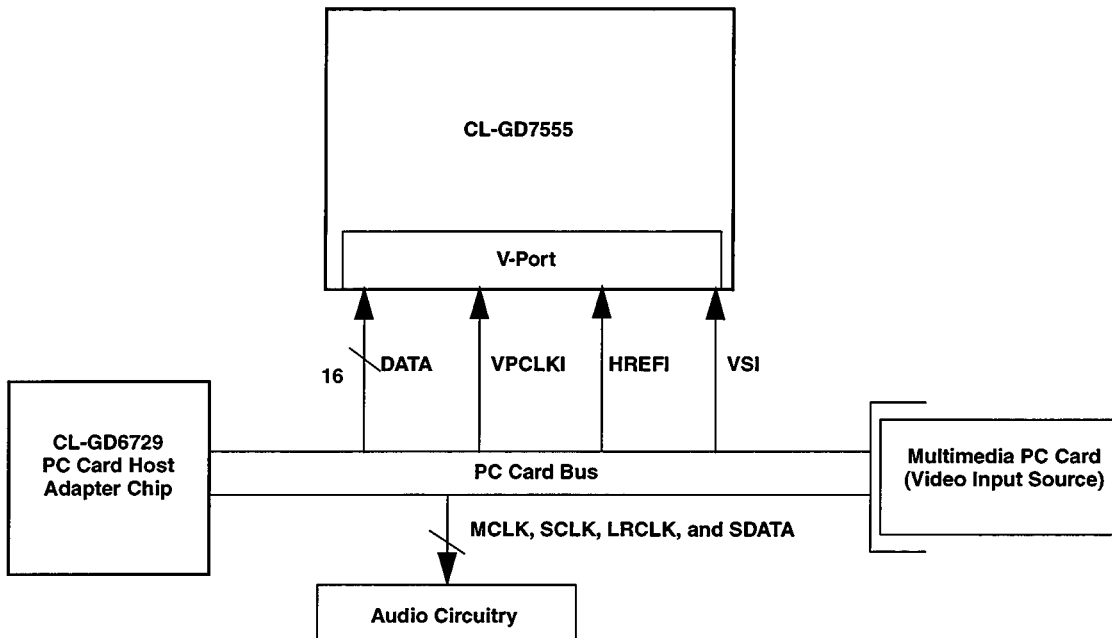 CL-GD7555
V-Port
16
DATA
VPCLKI
HREFI
VSI
CL-GD6729
PC Card Host
Adapter Chip
PC Card Bus
Multimedia PC Card
(Video Input Source)
MCLK, SCLK, LRCLK, and SDATA
Audio Circuitry